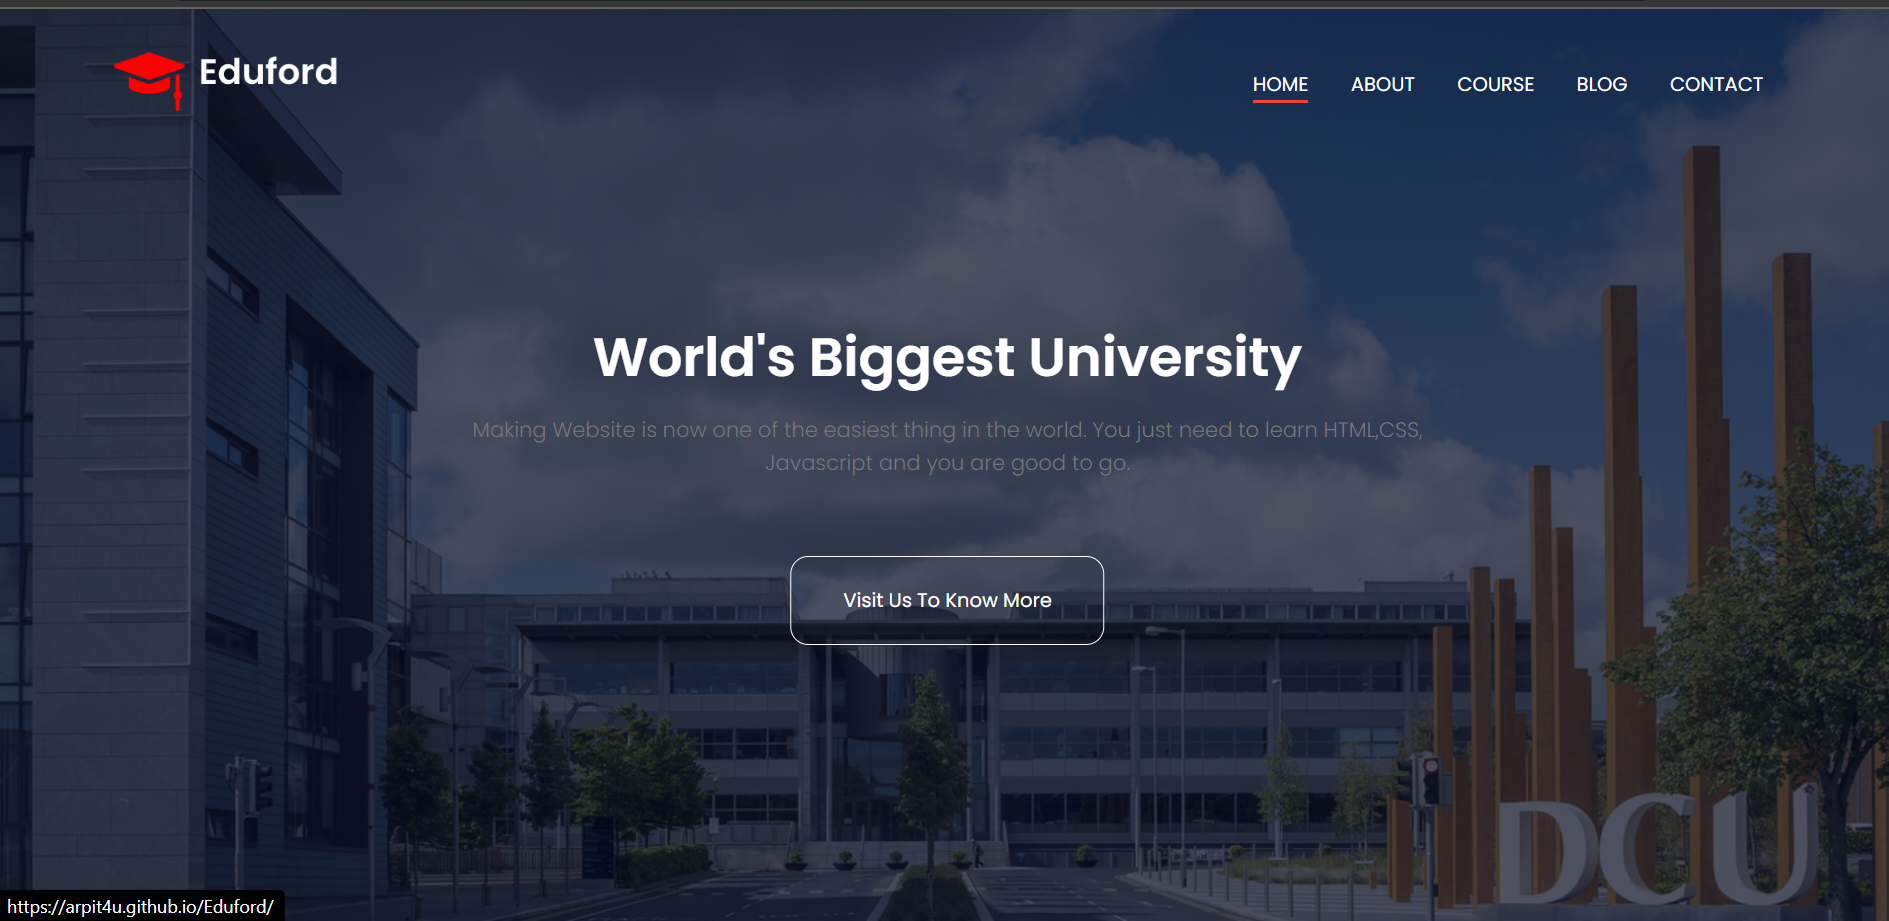 Eduford
HOME ABOUT COURSE BLOG CONTACT
World's Biggest University
Making Website is now one of the easiest thing in the world. You just need to learn HTML,CSS,
Javascript and you are good to go.
Visit Us To Know More
DCU
https://arpit4u.github.io/Eduford/